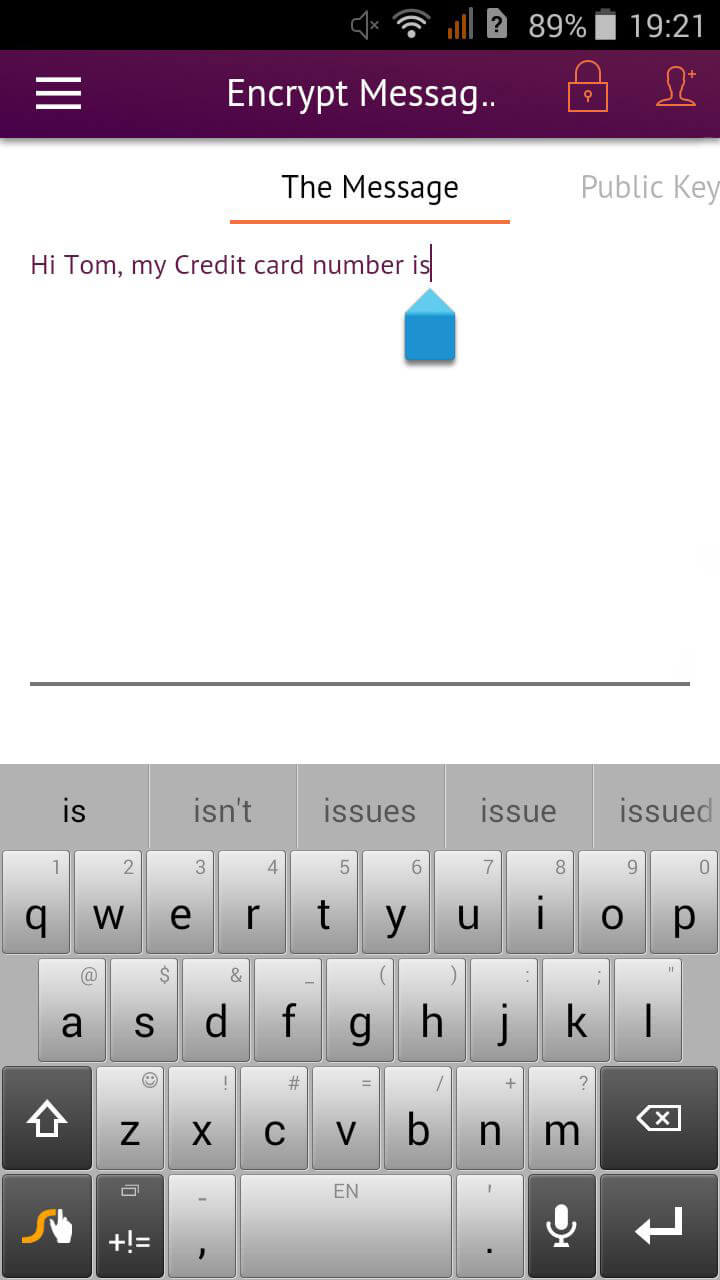 89% 19:21
Encrypt Messag..
The Message Public Key
Hi Tom, my Credit card number is
is isn't issues issue issued
1 2 3 4 5 6 7 8 9 0
q w e r t y u i o p
@ $ & _ ( ) : ; "
a s d f g h j k l
! # = / + ?
z x c v b n m
EN '
+!= - , .